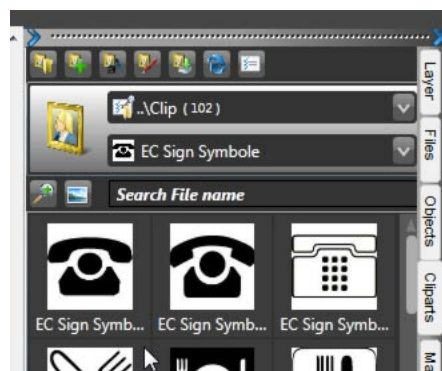 ..\Clip (102)
EC Sign Symbole
Search File name
EC Sign Symb... EC Sign Symb... EC Sign Symb...
Layer
Files
Objects
Cliparts
Ma